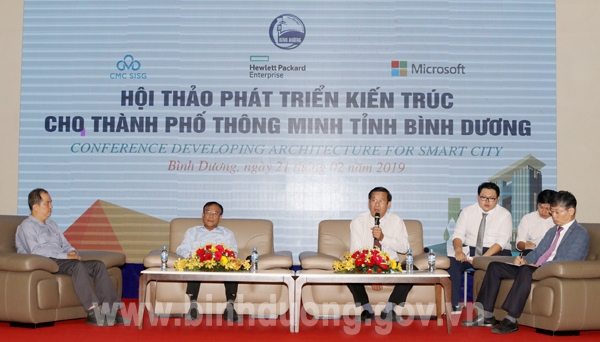 BÌNH DƯƠNG
CMC SISG
Hewlett Packard
Enterprise
Microsoft
HỘI THẢO PHÁT TRIỂN KIẾN TRÚC
CHO THÀNH PHỐ THÔNG MINH TỈNH BÌNH DƯƠNG
CONFERENCE DEVELOPING ARCHITECTURE FOR SMART CITY
Bình Dương, ngày 21 tháng 02 năm 2019
www.binhduong.gov.vn